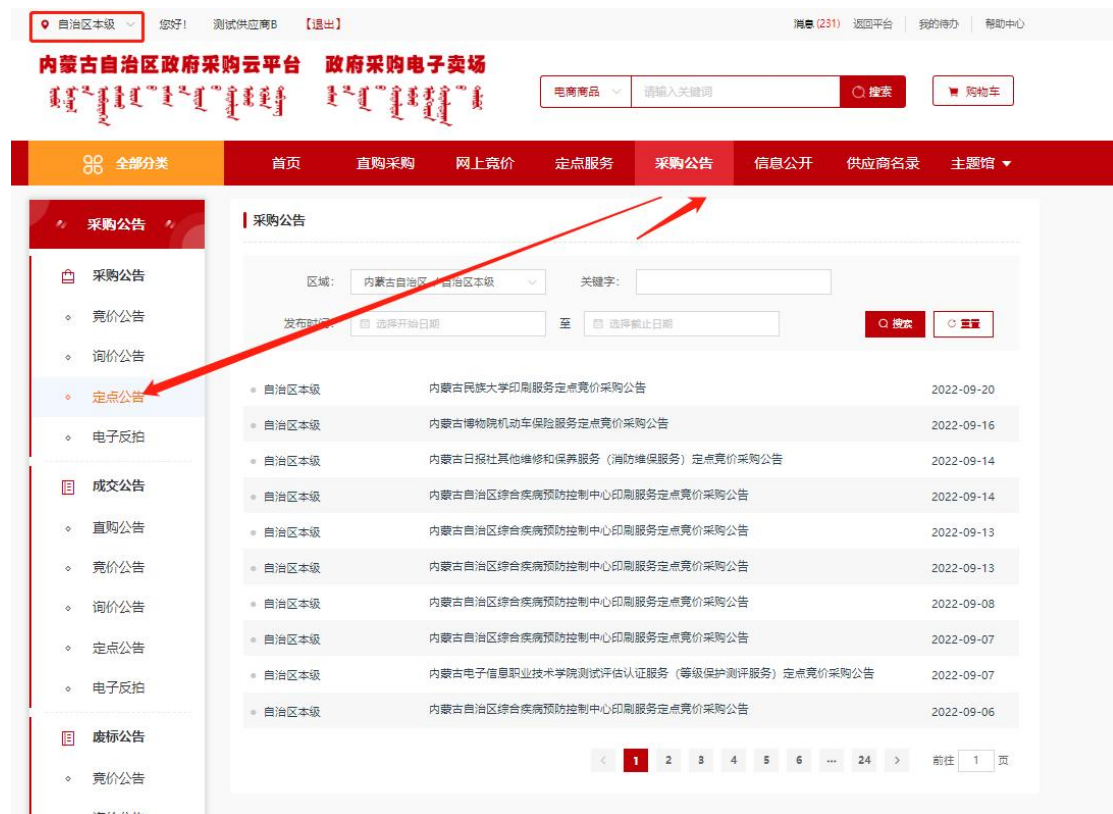 自治区本级 您好! 测试供应商B 【退出】 消息(231) 返回平台 我的待办 帮助中心
内蒙古自治区政府采购云平台 政府采购电子卖场
电商商品 请输入关键词 搜索 购物车
全部分类 首页 直购采购 网上竞价 定点服务 采购公告 信息公开 供应商名录 主题馆
采购公告
采购公告
竞价公告
询价公告
定点公告
电子反拍
成交公告
直购公告
竞价公告
询价公告
定点公告
电子反拍
废标公告
竞价公告
采购公告
区域: 内蒙古自治区 / 自治区本级 关键字:
发布时间: 选择开始日期 至 选择截止日期 搜索 重置
自治区本级 内蒙古民族大学印刷服务定点竞价采购公告 2022-09-20
自治区本级 内蒙古博物院机动车保险服务定点竞价采购公告 2022-09-16
自治区本级 内蒙古日报社其他维修和保养服务（消防维保服务）定点竞价采购公告 2022-09-14
自治区本级 内蒙古自治区综合疾病预防控制中心印刷服务定点竞价采购公告 2022-09-14
自治区本级 内蒙古自治区综合疾病预防控制中心印刷服务定点竞价采购公告 2022-09-13
自治区本级 内蒙古自治区综合疾病预防控制中心印刷服务定点竞价采购公告 2022-09-13
自治区本级 内蒙古自治区综合疾病预防控制中心印刷服务定点竞价采购公告 2022-09-08
自治区本级 内蒙古自治区综合疾病预防控制中心印刷服务定点竞价采购公告 2022-09-07
自治区本级 内蒙古电子信息职业技术学院测试评估认证服务（等级保护测评服务）定点竞价采购公告 2022-09-07
自治区本级 内蒙古自治区综合疾病预防控制中心印刷服务定点竞价采购公告 2022-09-06
< 1 2 3 4 5 6 ... 24 > 前往 1 页